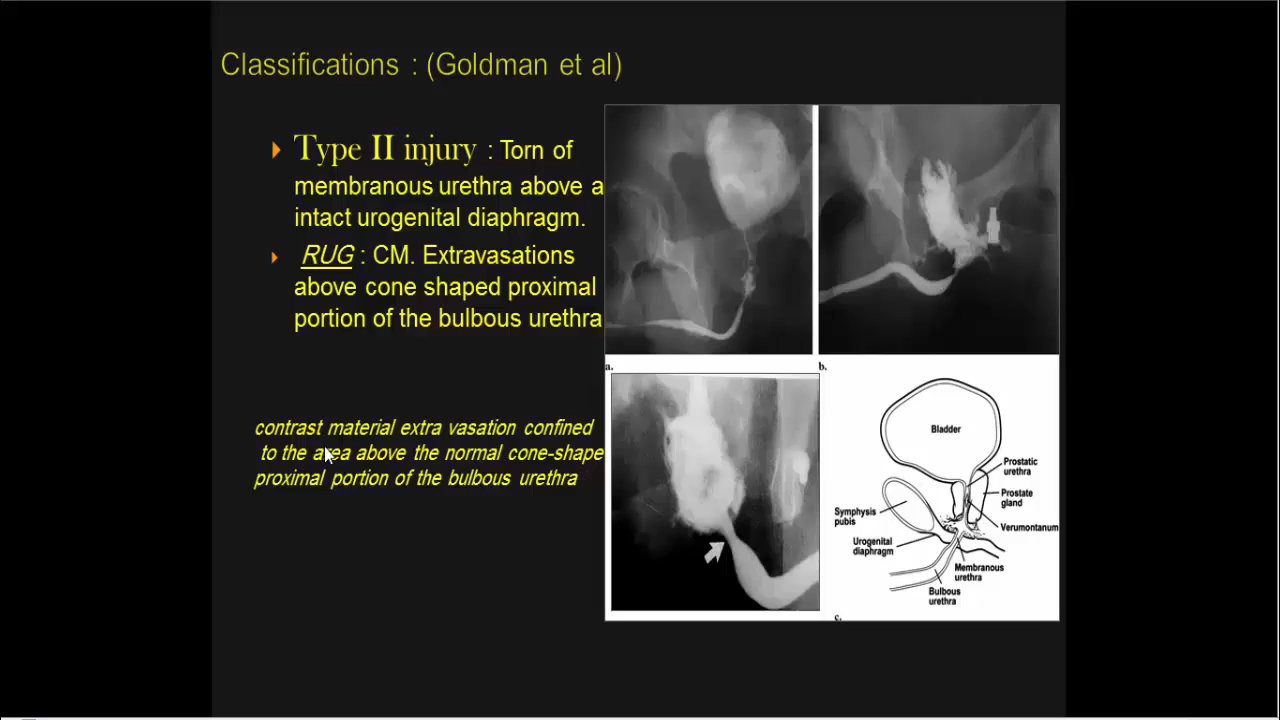 Classifications : (Goldman et al)
Type II injury : Torn of
membranous urethra above a
intact urogenital diaphragm.
RUG : CM. Extravasations
above cone shaped proximal
portion of the bulbous urethra
contrast material extra vasation confined
to the area above the normal cone-shape
proximal portion of the bulbous urethra
a.
b.
Bladder
Prostatic
urethra
Prostate
gland
Symphysis
pubis
Verumontanum
Urogenital
diaphragm
Membranous
urethra
Bulbous
urethra
c.